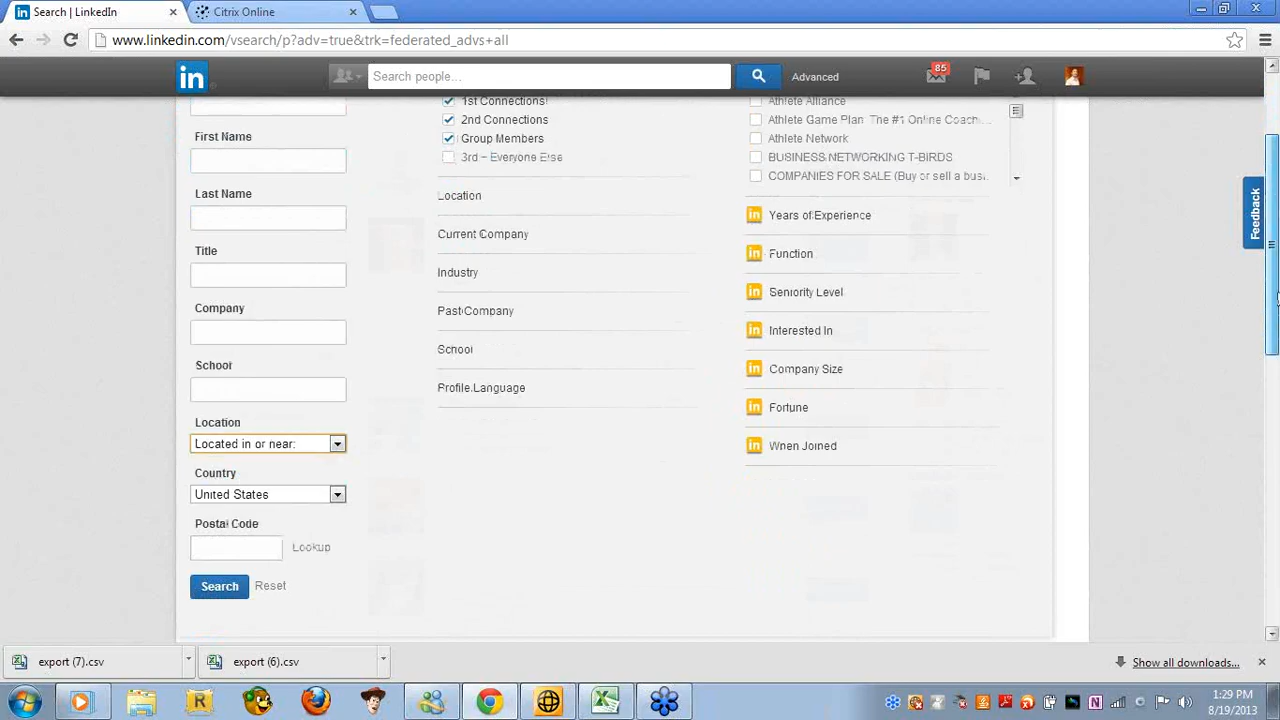 Search | LinkedIn
Citrix Online
www.linkedin.com/vsearch/p?adv=true&trk=federated_advs+all
in
Search people...
Advanced
85
1st Connections
2nd Connections
Group Members
3rd + Everyone Else
Location
Current Company
Industry
Past Company
School
Profile Language
Athlete Alliance
Athlete Game Plan: The #1 Online Coach...
Athlete Network
BUSINESS NETWORKING T-BIRDS
COMPANIES FOR SALE (Buy or sell a busi...
Years of Experience
Function
Seniority Level
Interested In
Company Size
Fortune
When Joined
First Name
Last Name
Title
Company
School
Location
Located in or near:
Country
United States
Postal Code
Lookup
Search
Reset
Feedback
export (7).csv
export (6).csv
Show all downloads...
1:29 PM
8/19/2013